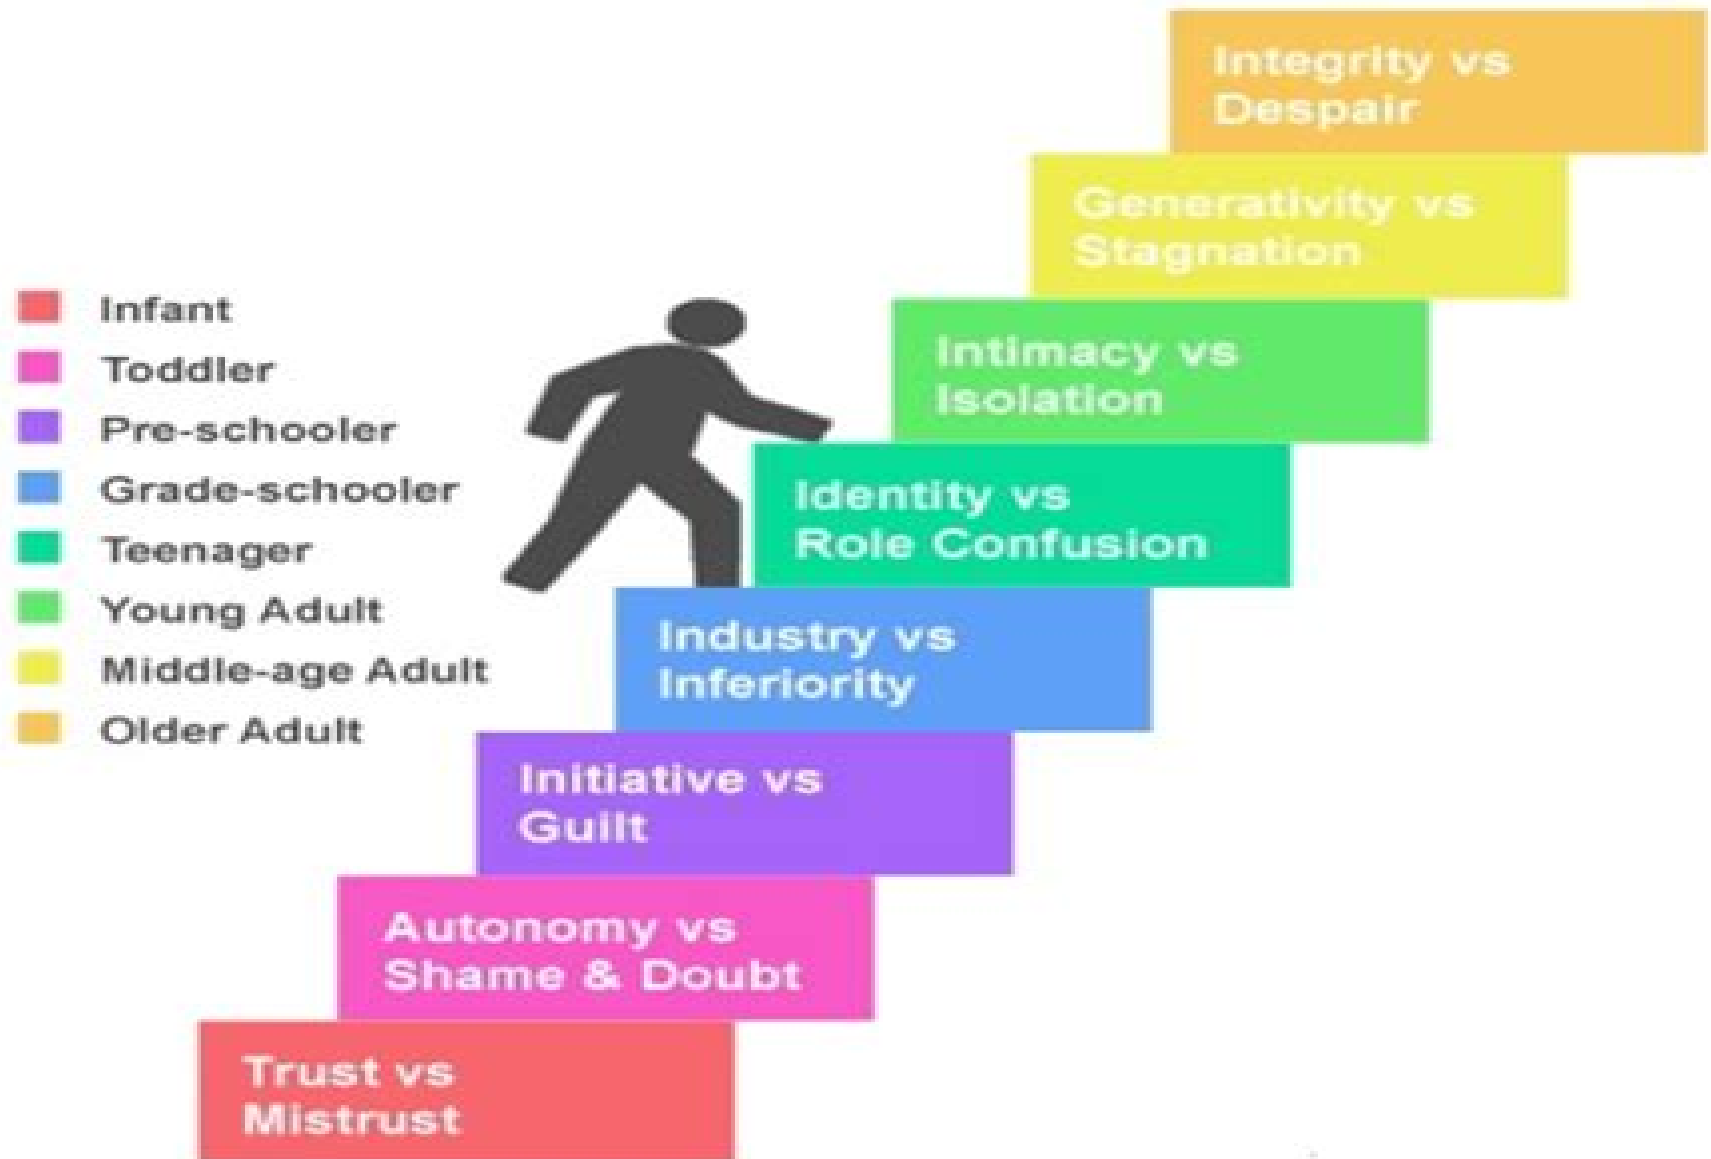 Integrity vs
Despair
Generativity vs
Stagnation
Infant
Toddler
Pre-schooler
Grade-schooler
Teenager
Young Adult
Middle-age Adult
Older Adult
Intimacy vs
Isolation
Identity vs
Role Confusion
Industry vs
Inferiority
Initiative vs
Guilt
Autonomy vs
Shame & Doubt
Trust vs
Mistrust